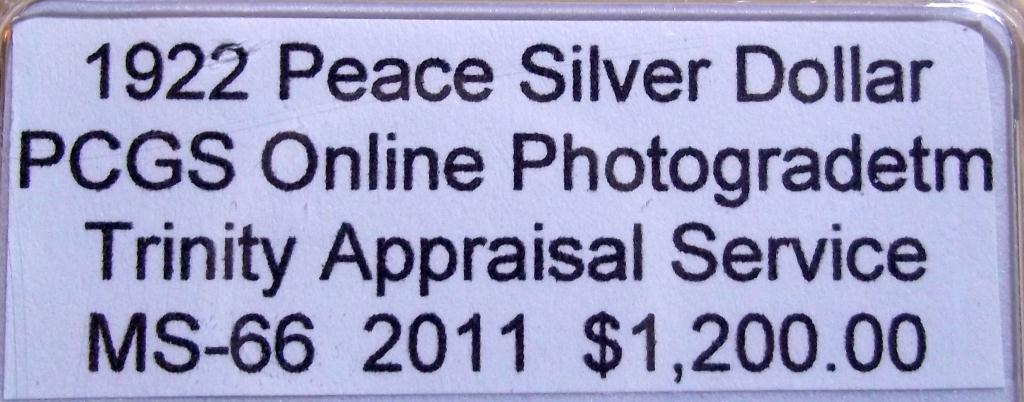 1922 Peace Silver Dollar
PCGS Online Photogradetm
Trinity Appraisal Service
MS-66 2011 $1,200.00